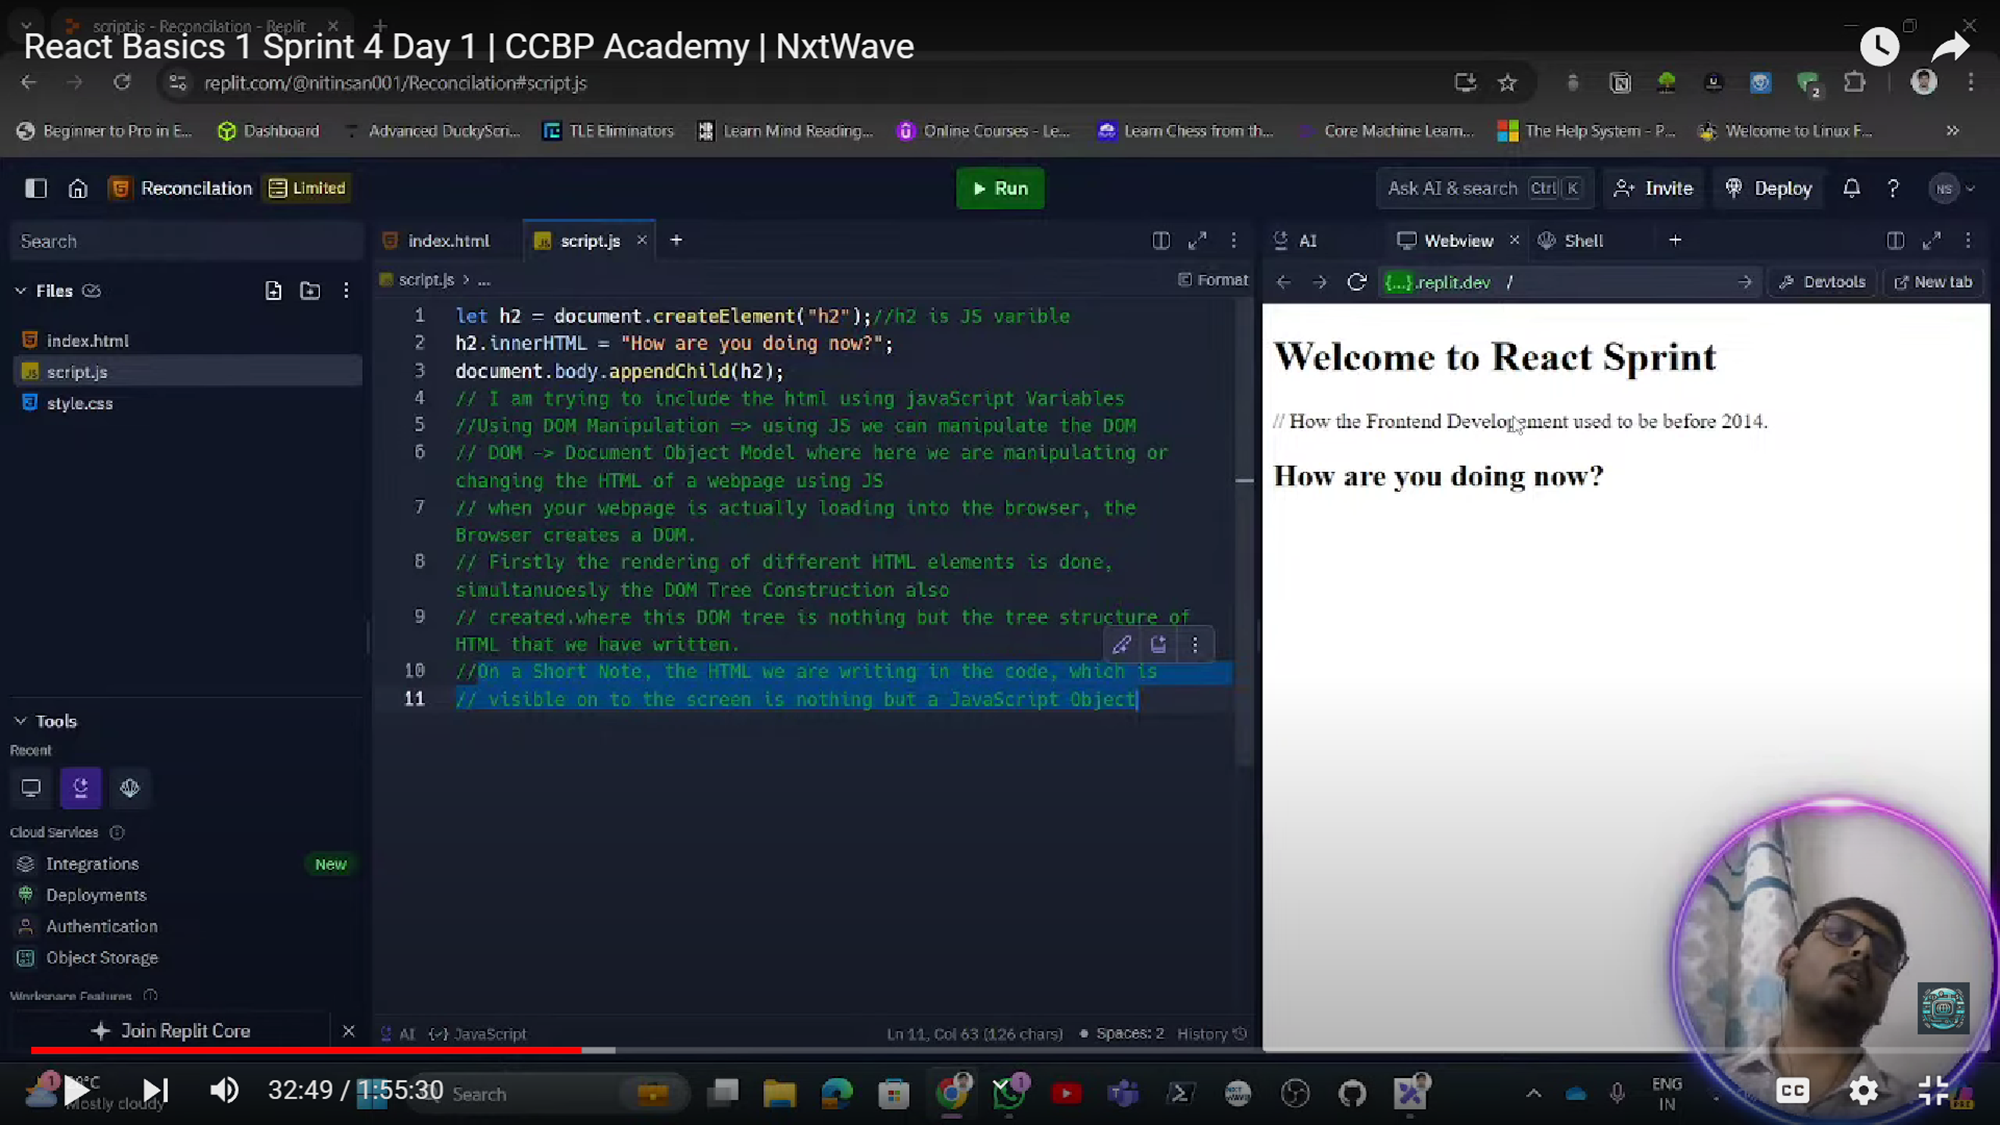 script.js - Reconcilation - Replit
React Basics 1 Sprint 4 Day 1 | CCBP Academy | NxtWave
replit.com/@nitinsan001/Reconcilation#script.js
2
Beginner to Pro in E...
Dashboard
Advanced DuckyScri...
TLE Eliminators
Learn Mind Reading...
Online Courses - Le...
Learn Chess from th...
Core Machine Learn...
The Help System - P...
Welcome to Linux F...
Reconcilation
Limited
Run
Ask AI & search Ctrl K
Invite
Deploy
NS
Search
Files
index.html
script.js
style.css
Tools
Recent
Cloud Services
Integrations New
Deployments
Authentication
Object Storage
Workspace Features
Join Replit Core
index.html
script.js
script.js > ...
Format
1 let h2 = document.createElement("h2");//h2 is JS varible
2 h2.innerHTML = "How are you doing now?";
3 document.body.appendChild(h2);
4 // I am trying to include the html using javaScript Variables
5 //Using DOM Manipulation => using JS we can manipulate the DOM
6 // DOM -> Document Object Model where here we are manipulating or
changing the HTML of a webpage using JS
7 // when your webpage is actually loading into the browser, the
Browser creates a DOM.
8 // Firstly the rendering of different HTML elements is done,
simultanuoesly the DOM Tree Construction also
9 // created.where this DOM tree is nothing but the tree structure of
HTML that we have written.
10 //On a Short Note, the HTML we are writing in the code, which is
11 // visible on to the screen is nothing but a JavaScript Object
AI
JavaScript
Ln 11, Col 63 (126 chars)
Spaces: 2
History
AI
Webview
Shell
{...}.replit.dev /
Devtools
New tab
Welcome to React Sprint
// How the Frontend Development used to be before 2014.
How are you doing now?
32:49 / 1:55:30
Mostly cloudy
Search
1
ENG
IN
CC